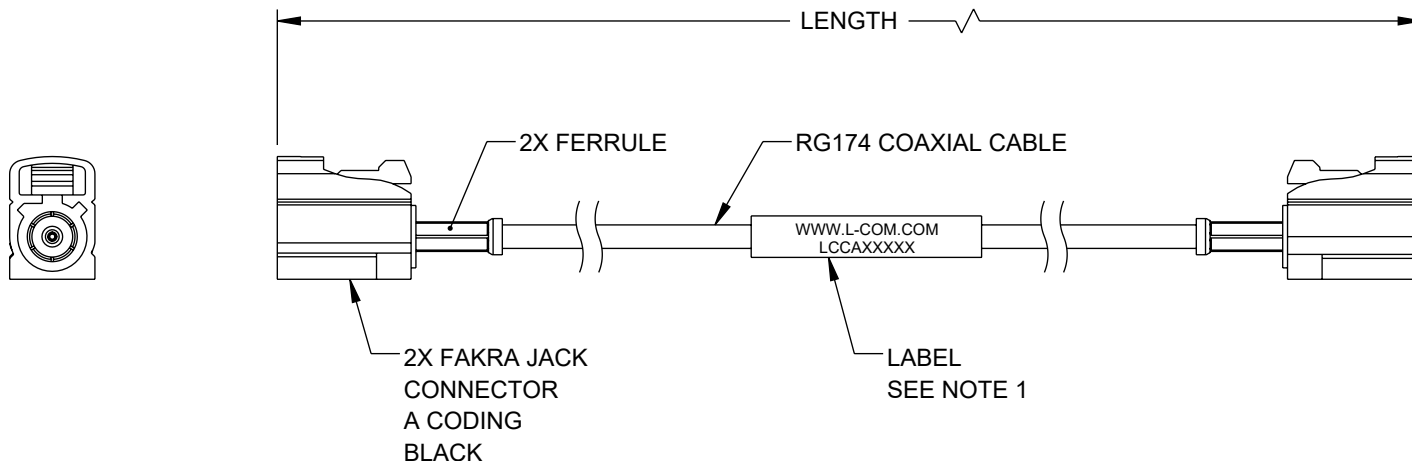 LENGTH
2X FERRULE
RG174 COAXIAL CABLE
WWW.L-COM.COM
LCCAXXXXX
2X FAKRA JACK
CONNECTOR
A CODING
BLACK
LABEL
SEE NOTE 1